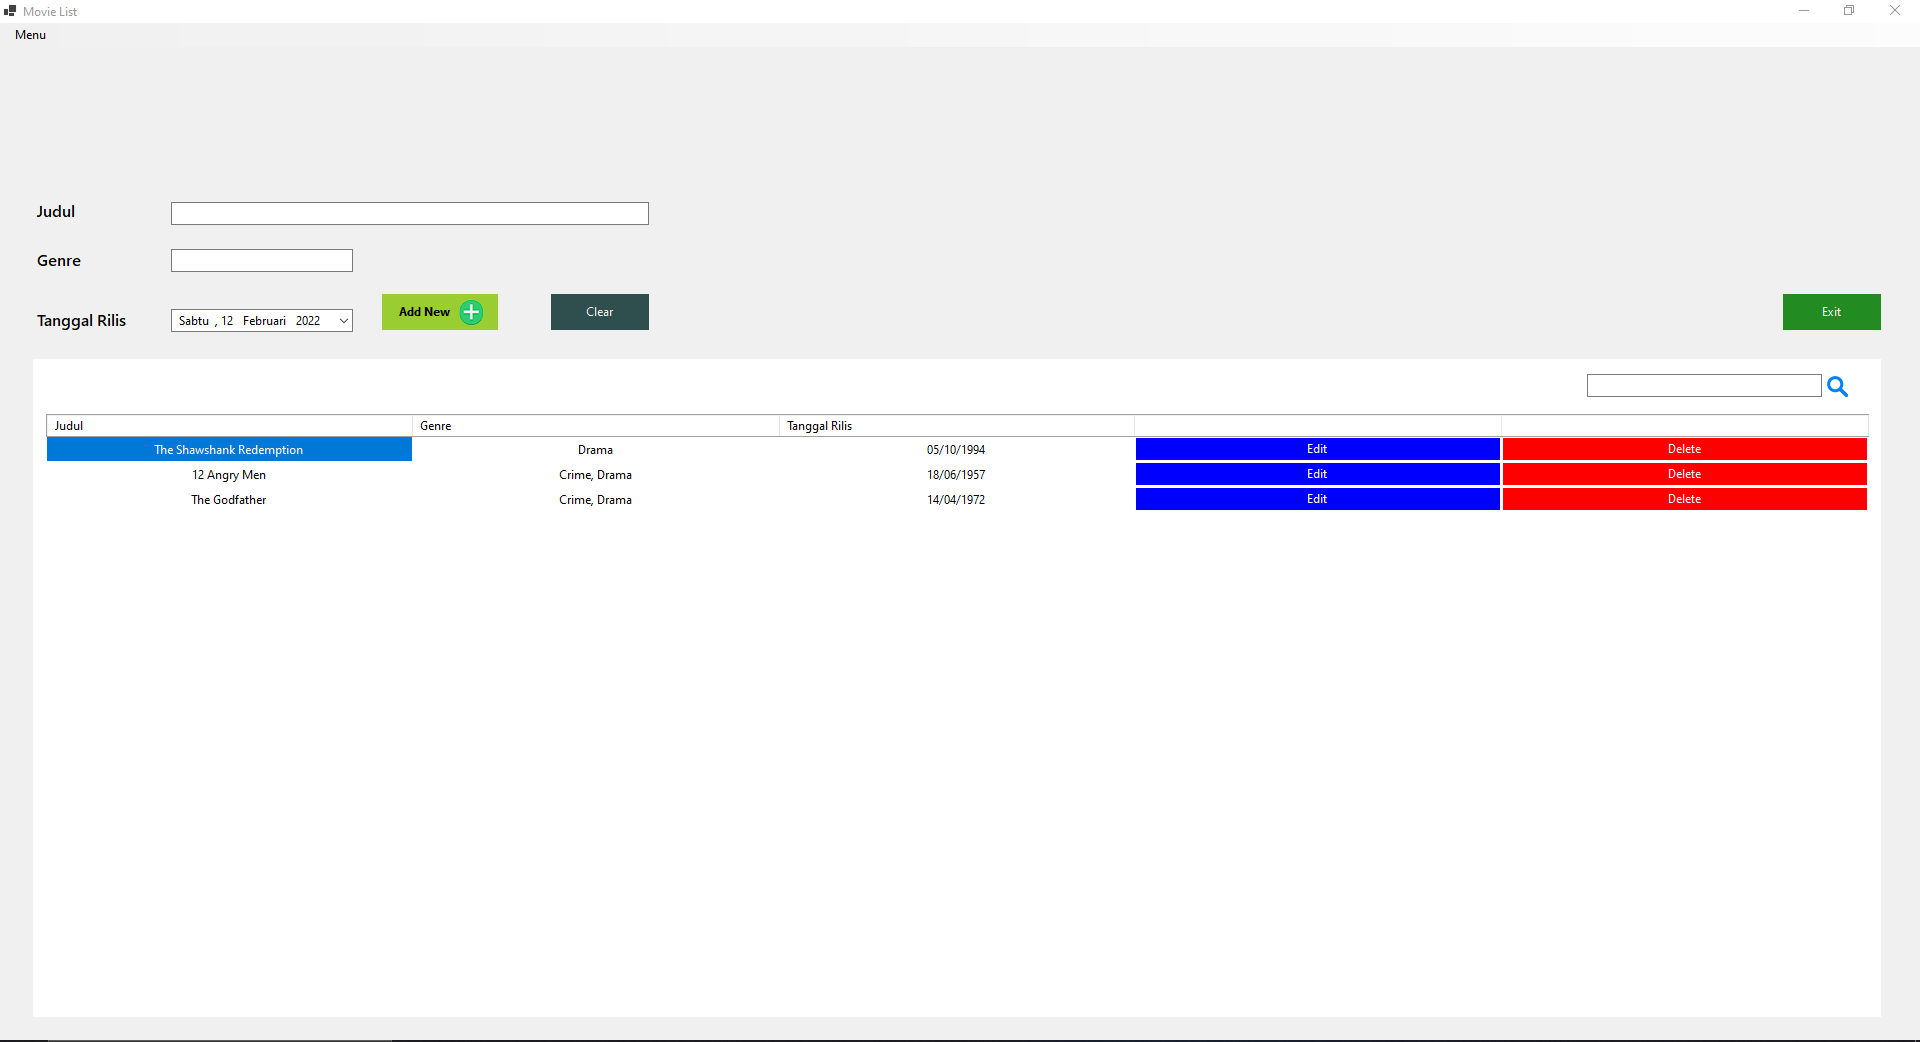 Movie List
Menu
Judul
Genre
Tanggal Rilis Sabtu , 12 Februari 2022 Add New Clear Exit
Judul Genre Tanggal Rilis
The Shawshank Redemption Drama 05/10/1994 Edit Delete
12 Angry Men Crime, Drama 18/06/1957 Edit Delete
The Godfather Crime, Drama 14/04/1972 Edit Delete